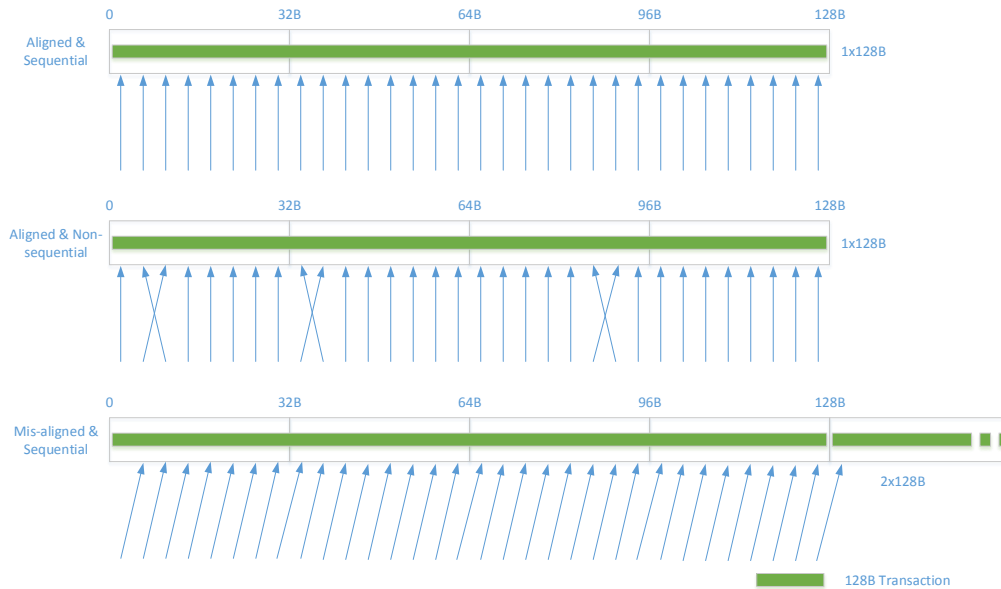 0 32B 64B 96B 128B
Aligned &
Sequential
1x128B
0 32B 64B 96B 128B
Aligned & Non-
sequential
1x128B
0 32B 64B 96B 128B
Mis-aligned &
Sequential
2x128B
128B Transaction